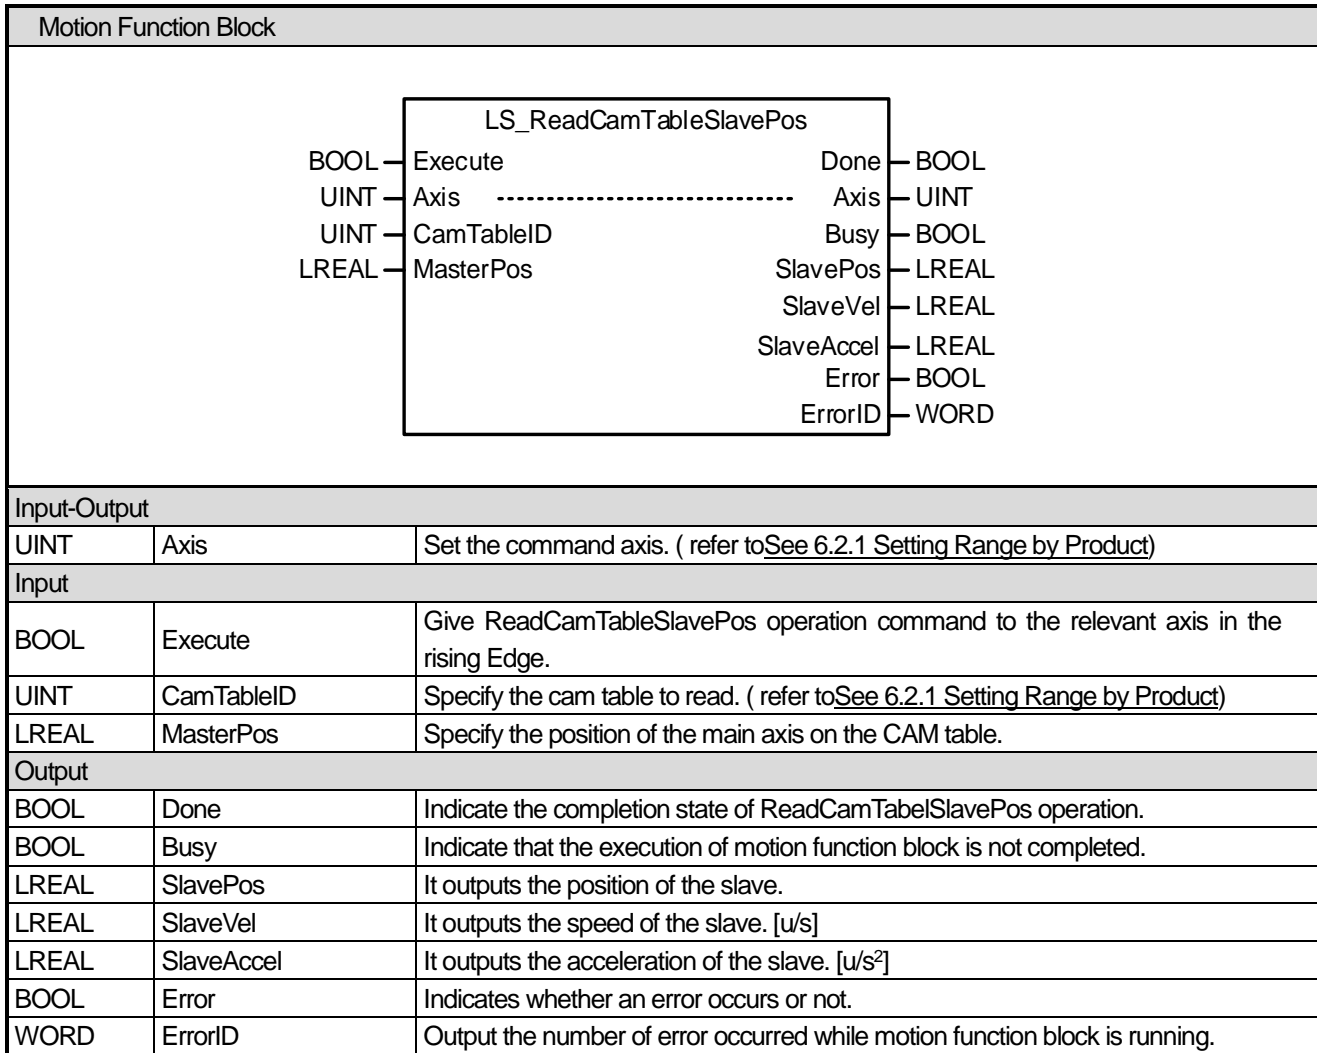 Motion Function Block
LS_ReadCamTableSlavePos
BOOL Execute Done BOOL
UINT Axis Axis UINT
UINT CamTableID Busy BOOL
LREAL MasterPos SlavePos LREAL
SlaveVel LREAL
SlaveAccel LREAL
Error BOOL
ErrorID WORD
Input-Output
UINT Axis Set the command axis. ( refer toSee 6.2.1 Setting Range by Product)
Input
BOOL Execute Give ReadCamTableSlavePos operation command to the relevant axis in the
rising Edge.
UINT CamTableID Specify the cam table to read. ( refer toSee 6.2.1 Setting Range by Product)
LREAL MasterPos Specify the position of the main axis on the CAM table.
Output
BOOL Done Indicate the completion state of ReadCamTabelSlavePos operation.
BOOL Busy Indicate that the execution of motion function block is not completed.
LREAL SlavePos It outputs the position of the slave.
LREAL SlaveVel It outputs the speed of the slave. [u/s]
LREAL SlaveAccel It outputs the acceleration of the slave. [u/s²]
BOOL Error Indicates whether an error occurs or not.
WORD ErrorID Output the number of error occurred while motion function block is running.